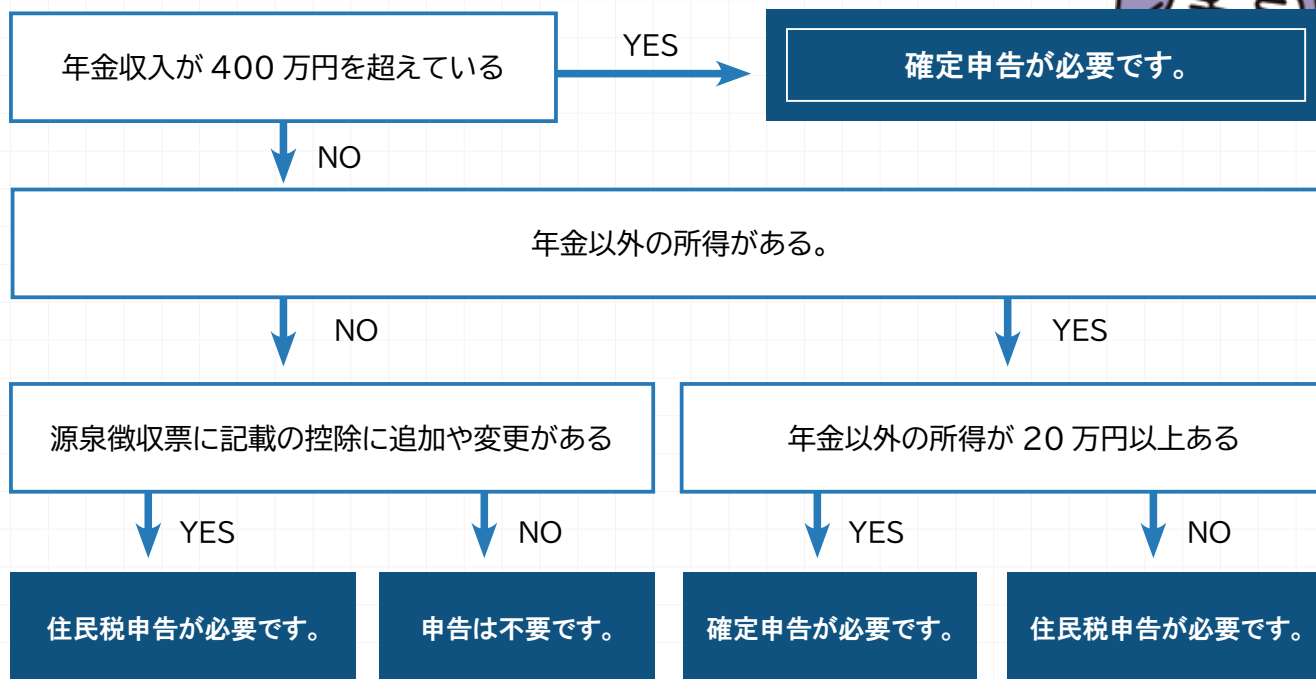 年金収入が 400 万円を超えている
YES
確定申告が必要です。
NO
年金以外の所得がある。
NO
YES
源泉徴収票に記載の控除に追加や変更がある
年金以外の所得が 20 万円以上ある
YES
NO
YES
NO
住民税申告が必要です。
申告は不要です。
確定申告が必要です。
住民税申告が必要です。